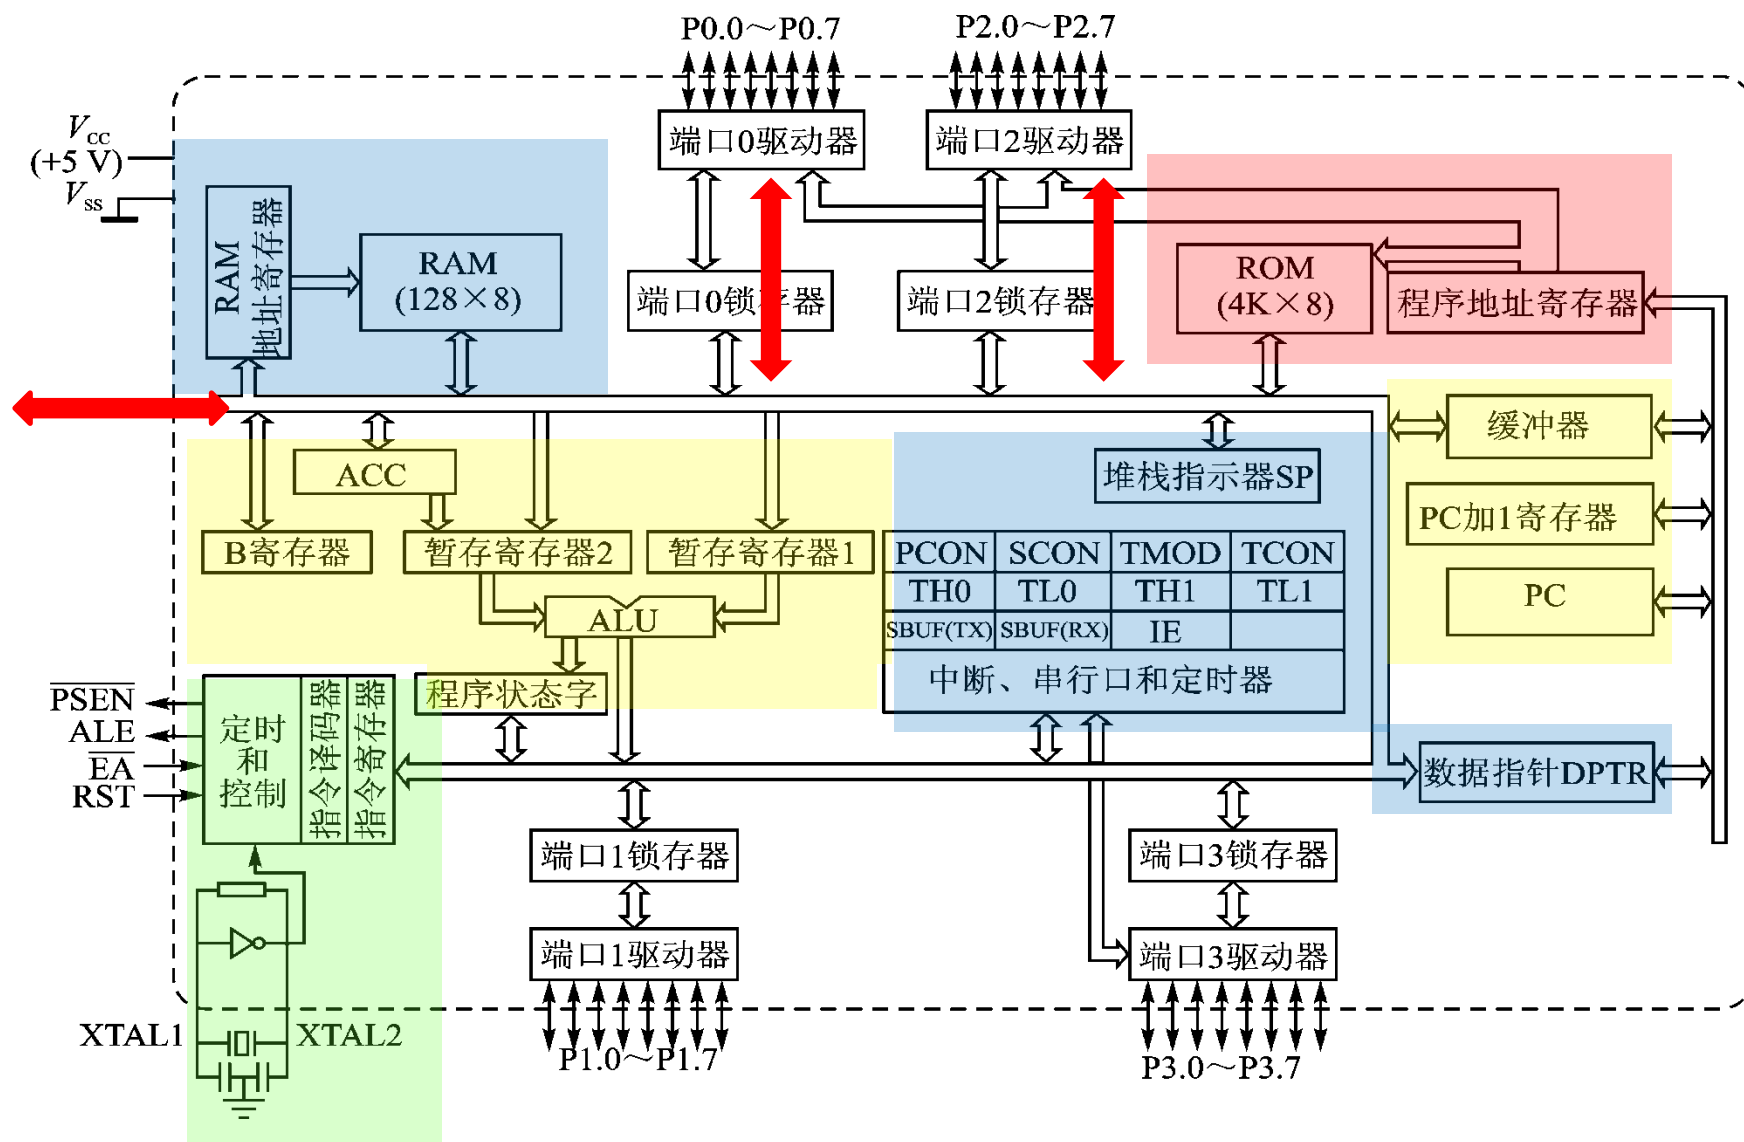 P0.0～P0.7
P2.0～P2.7
V_CC
(+5 V)
V_SS
端口0驱动器
端口2驱动器
RAM
地址寄存器
RAM
(128×8)
端口0锁存器
端口2锁存器
ROM
(4K×8)
程序地址寄存器
ACC
堆栈指示器SP
缓冲器
B寄存器
暂存寄存器2
暂存寄存器1
PC加1寄存器
PCON SCON TMOD TCON
TH0 TL0 TH1 TL1
SBUF(TX) SBUF(RX) IE
中断、串行口和定时器
PC
ALU
程序状态字
PSEN
ALE
EA
RST
定时
和
控制
指令译码器
指令寄存器
数据指针DPTR
端口1锁存器
端口3锁存器
端口1驱动器
端口3驱动器
XTAL1
XTAL2
P1.0～P1.7
P3.0～P3.7